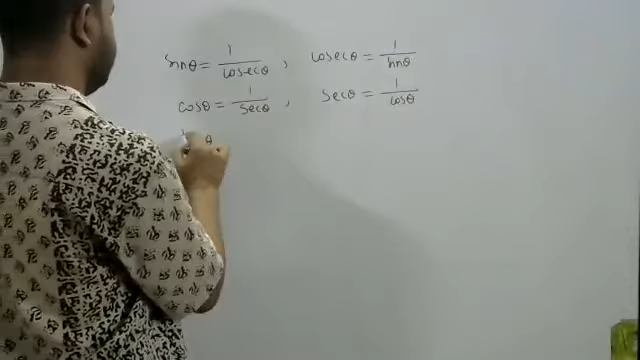 sinθ = 1/cosecθ , cosecθ = 1/sinθ
cosθ = 1/secθ , secθ = 1/cosθ
θ